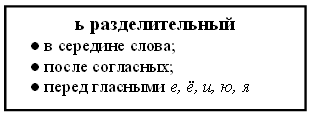 ь разделительный
● в середине слова;
● после согласных;
● перед гласными е, ё, и, ю, я